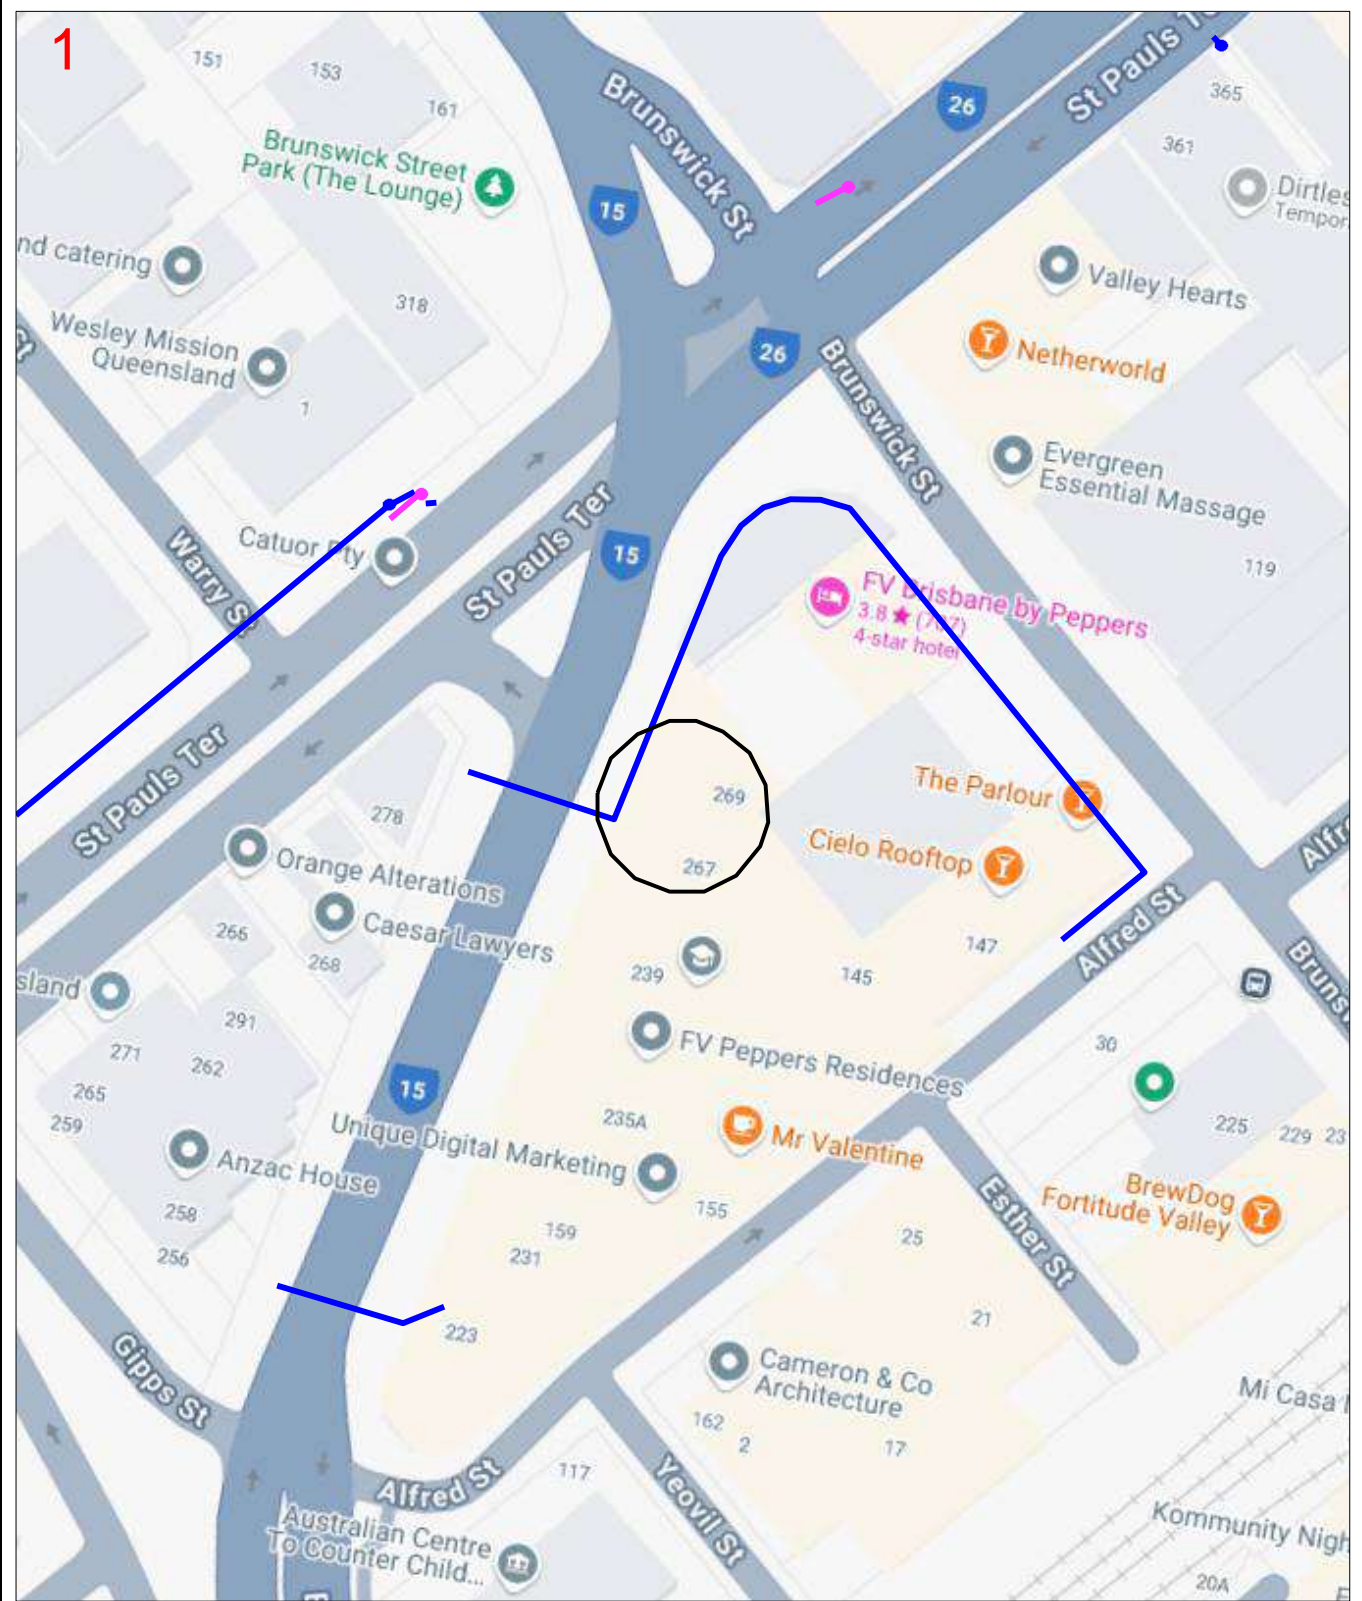 1
151
153
161
Brunswick Street
Park (The Lounge)
Brunswick St
26
St Pauls
365
361
15
nd catering
318
Wesley Mission
Queensland
1
Valley Hearts
26
Netherworld
Brunswick St
Evergreen
Essential Massage
119
Catuor Pty
Warry St
St Pauls Ter
15
FV Brisbane by Peppers
3.8 ★ (707)
4-star hotel
St Pauls Ter
278
269
267
The Parlour
Cielo Rooftop
Orange Alterations
Caesar Lawyers
266
268
sland
239
145
147
Alfred St
291
271
262
265
259
FV Peppers Residences
30
15
235A
Unique Digital Marketing
Mr Valentine
225
229
23
Anzac House
155
BrewDog
Fortitude Valley
258
256
159
231
25
Esther St
21
223
Gipps St
Cameron & Co
Architecture
Mi Casa
162
2
17
117
Alfred St
Yeovil St
Australian Centre
To Counter Child...
Kommunity Nigh
20A